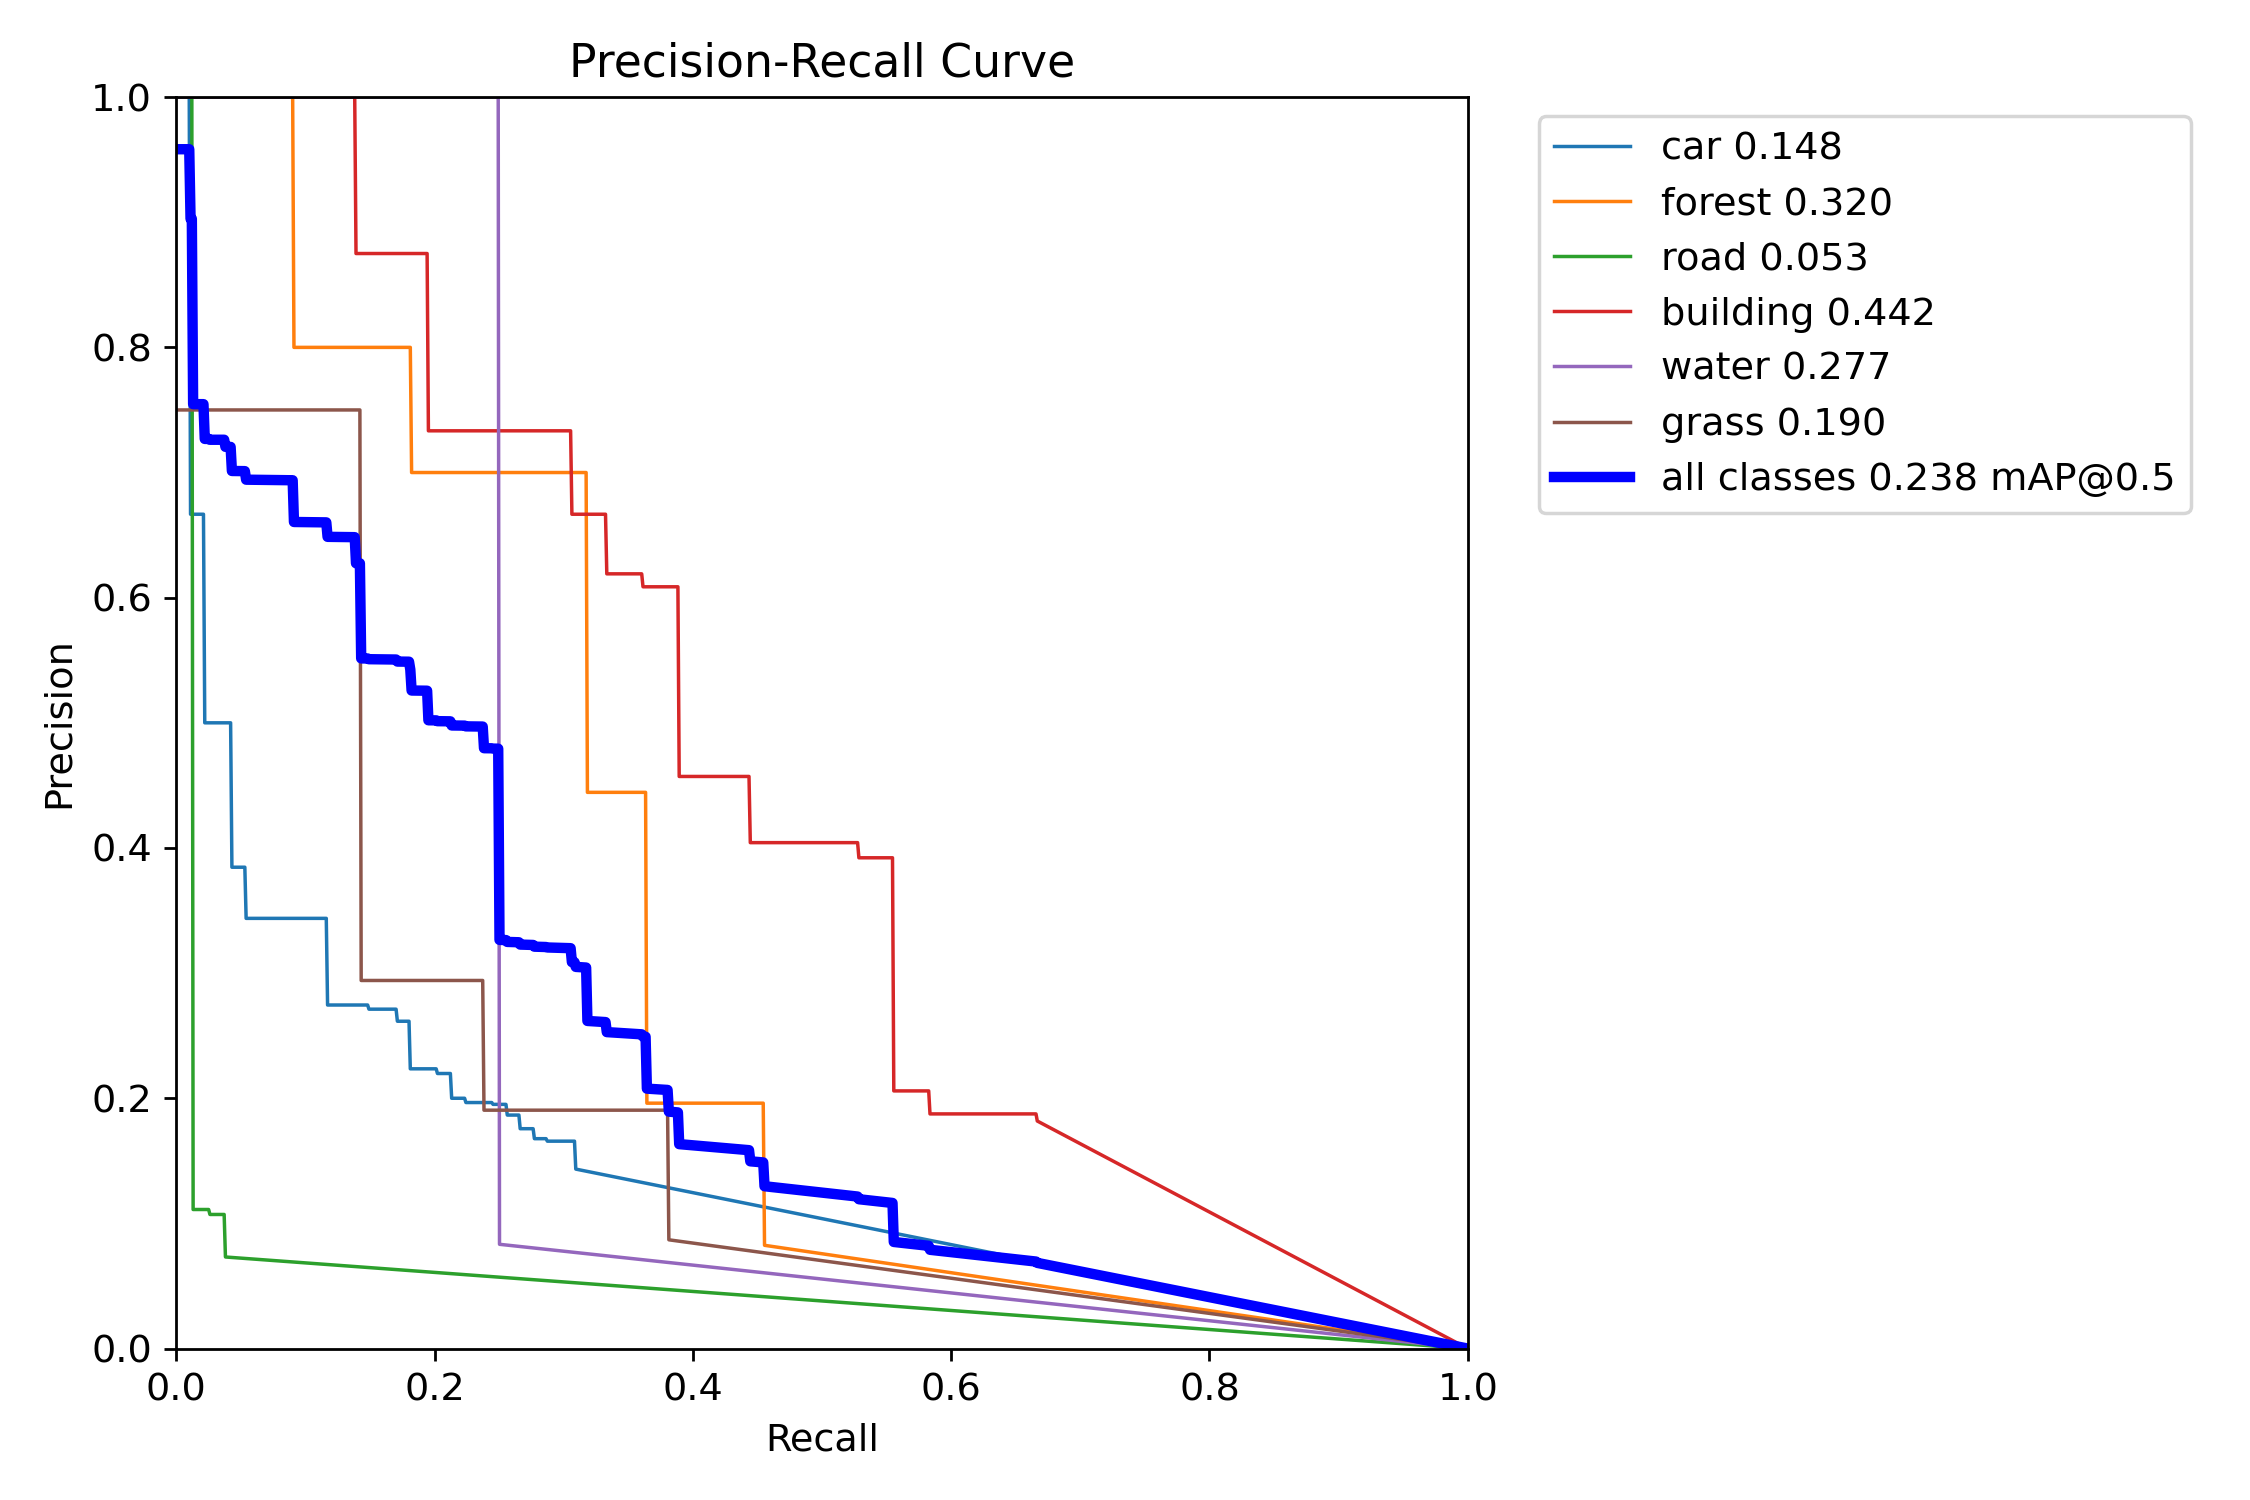 Precision-Recall Curve
1.0
0.8
0.6
0.4
0.2
0.0
Precision
0.0 0.2 0.4 0.6 0.8 1.0
Recall
car 0.148
forest 0.320
road 0.053
building 0.442
water 0.277
grass 0.190
all classes 0.238 mAP@0.5